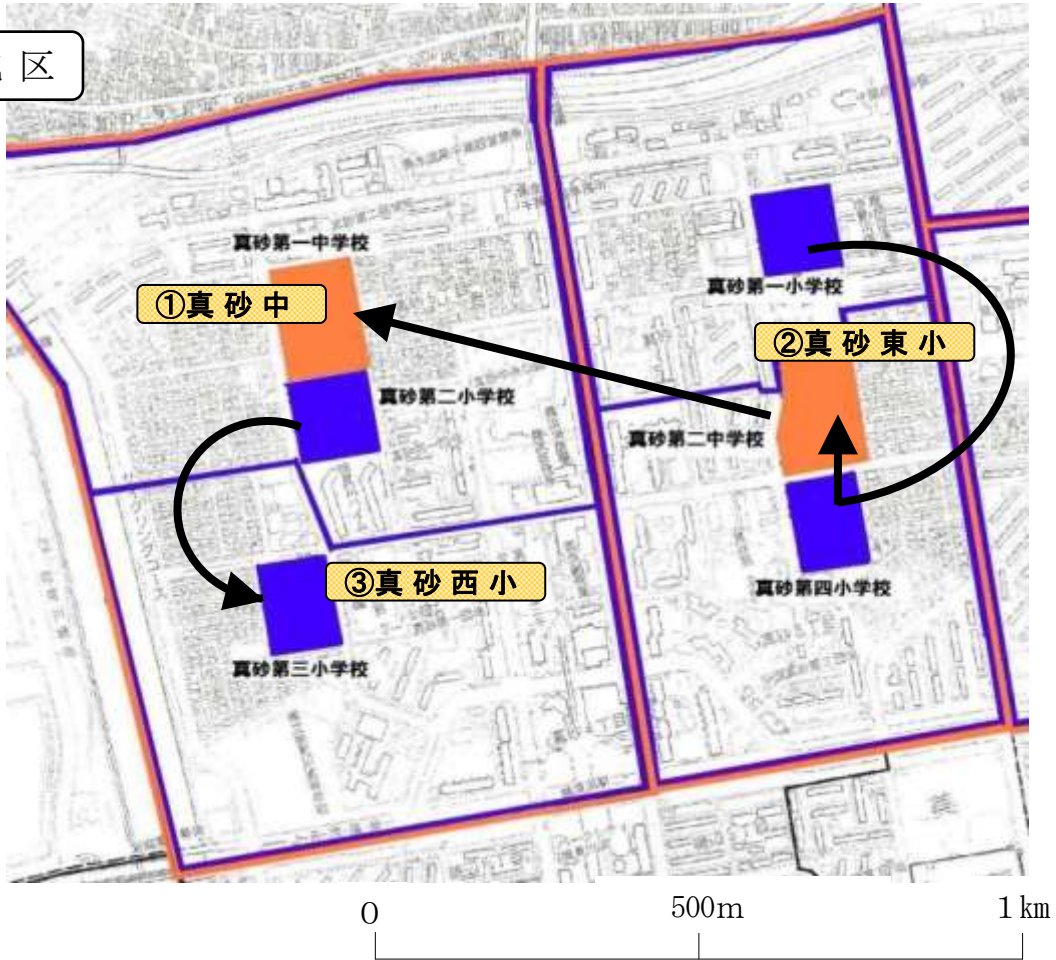 区
真砂第一中学校
①真砂中
真砂第一小学校
②真砂東小
真砂第二小学校
真砂第二中学校
③真砂西小
真砂第四小学校
真砂第三小学校
0 500m 1km